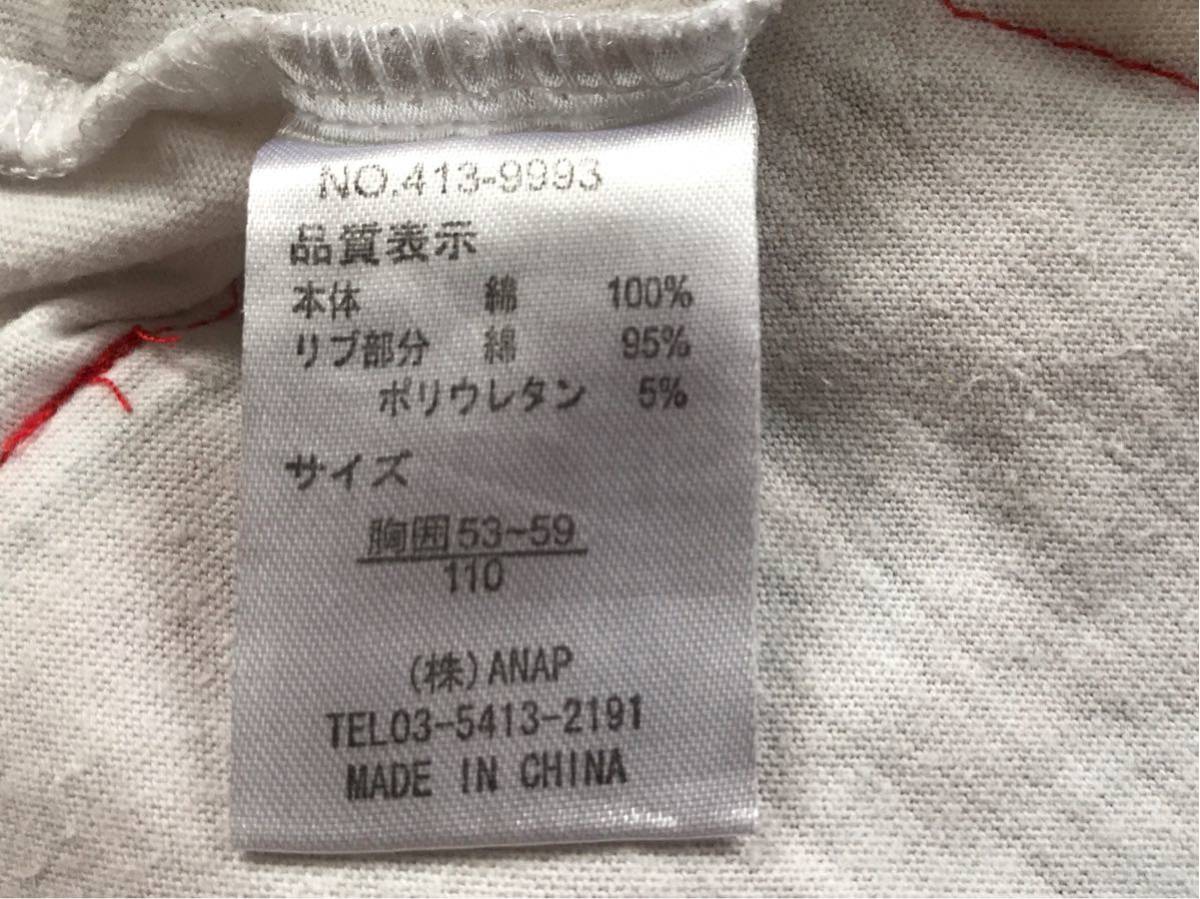 NO.413-9993
品質表示
本体 綿 100%
リブ部分 綿 95%
ポリウレタン 5%
サイズ
胸囲53~59
110
(株)ANAP
TEL03-5413-2191
MADE IN CHINA